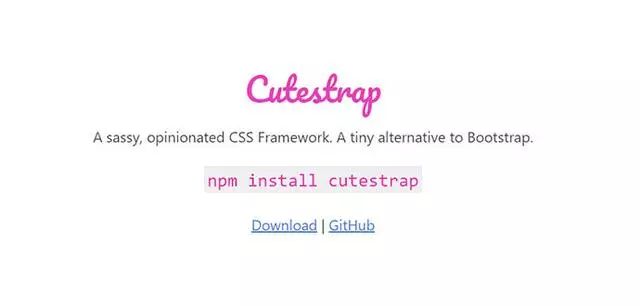 Cutestrap
A sassy, opinionated CSS Framework. A tiny alternative to Bootstrap.
npm install cutestrap
Download | GitHub